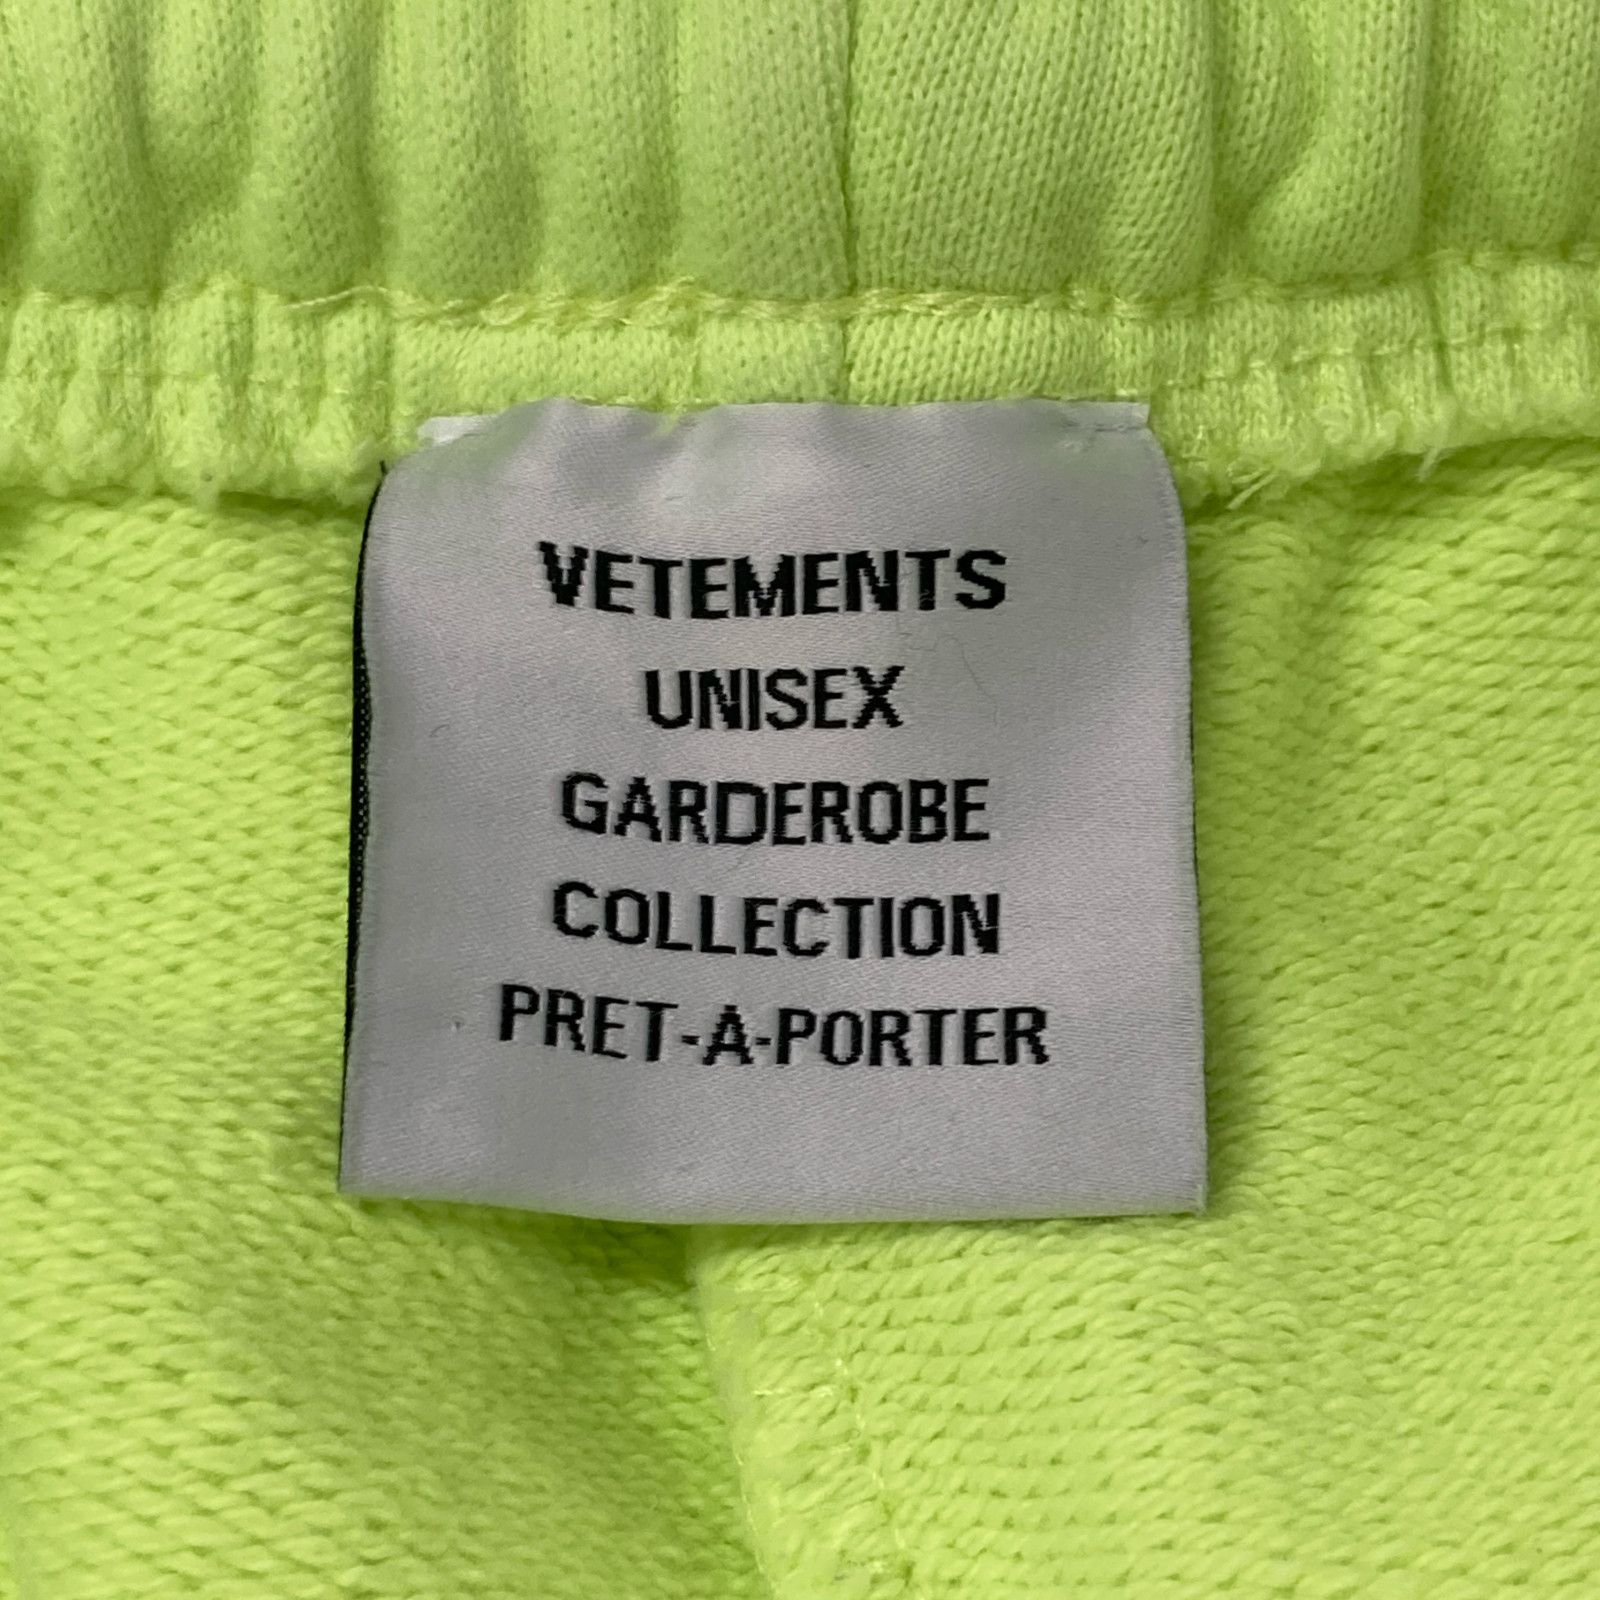 VETEMENTS
UNISEX
GARDEROBE
COLLECTION
PRET-A-PORTER